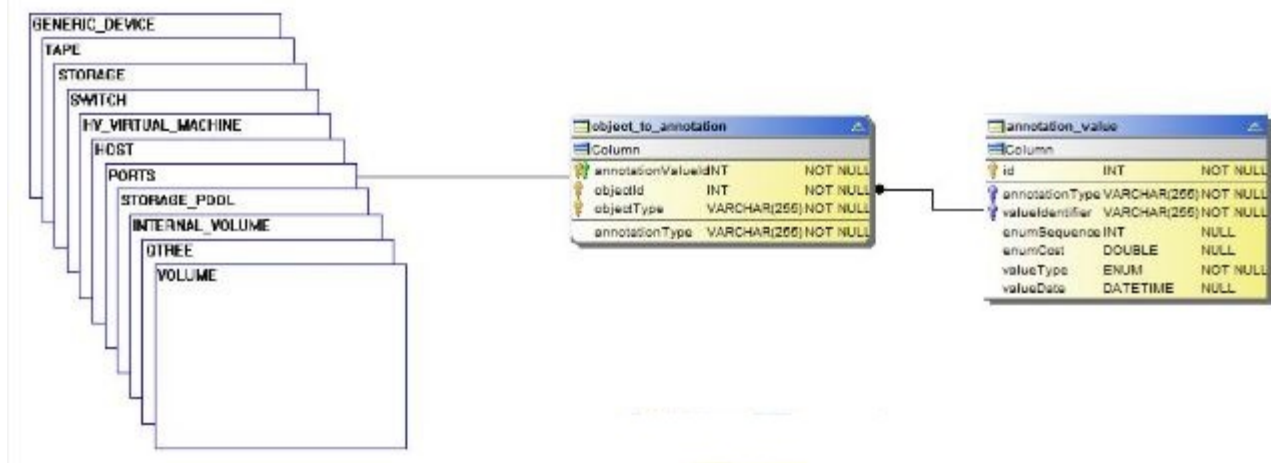 GENERIC_DEVICE
TAPE
STORAGE
SWITCH
HV_VIRTUAL_MACHINE
HOST
PORTS
STORAGE_POOL
INTERNAL_VOLUME
QTREE
VOLUME
object_to_annotation
Column
annotationValueId INT NOT NULL
objectId INT NOT NULL
objectType VARCHAR(255) NOT NULL
annotationType VARCHAR(255) NOT NULL
annotation_value
Column
id INT NOT NULL
annotationType VARCHAR(255) NOT NULL
valueIdentifier VARCHAR(255) NOT NULL
enumSequence INT NULL
enumCost DOUBLE NULL
valueType ENUM NOT NULL
valueDate DATETIME NULL